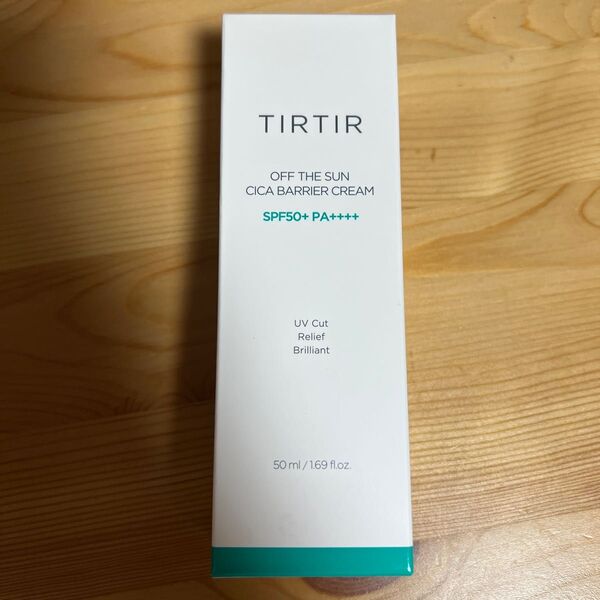 TIRTIR
OFF THE SUN
CICA BARRIER CREAM
SPF50+ PA++++
UV Cut
Relief
Brilliant
50 ml / 1.69 fl.oz.